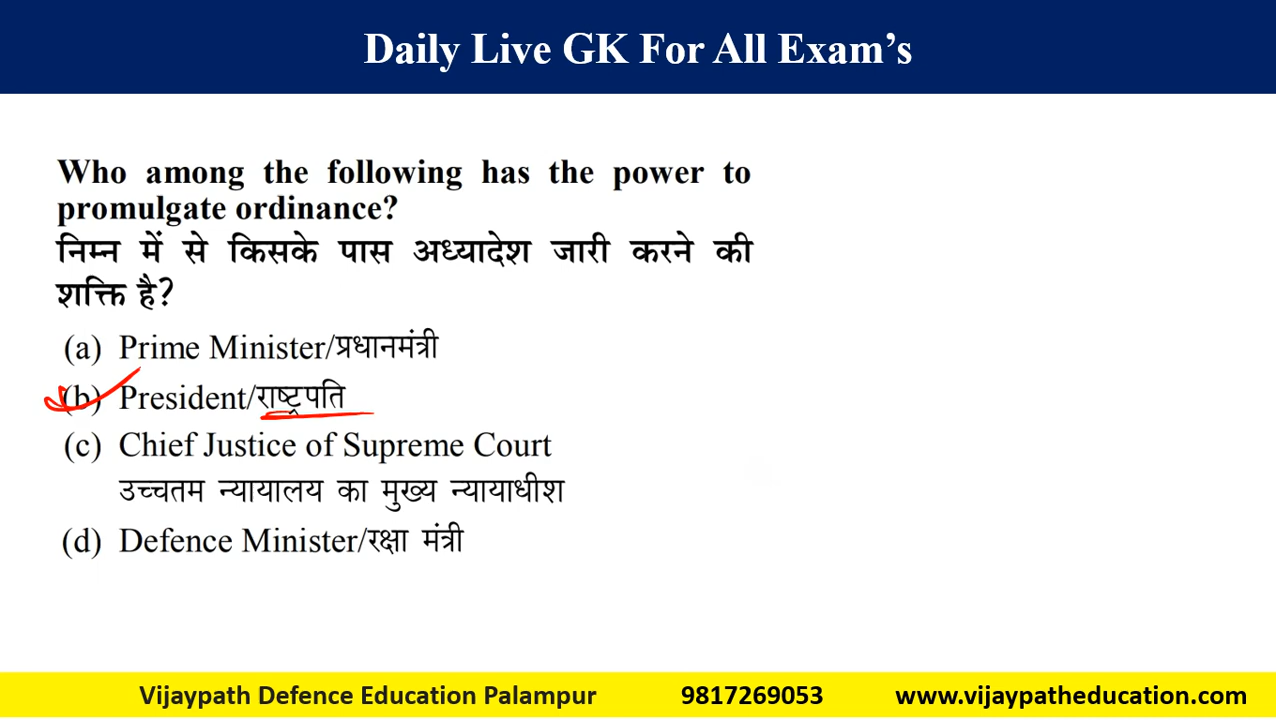 Daily Live GK For All Exam's
Who among the following has the power to
promulgate ordinance?
निम्न में से किसके पास अध्यादेश जारी करने की
शक्ति है?
(a) Prime Minister/प्रधानमंत्री
(b) President/राष्ट्रपति
(c) Chief Justice of Supreme Court
उच्चतम न्यायालय का मुख्य न्यायाधीश
(d) Defence Minister/रक्षा मंत्री
Vijaypath Defence Education Palampur 9817269053 www.vijaypatheducation.com